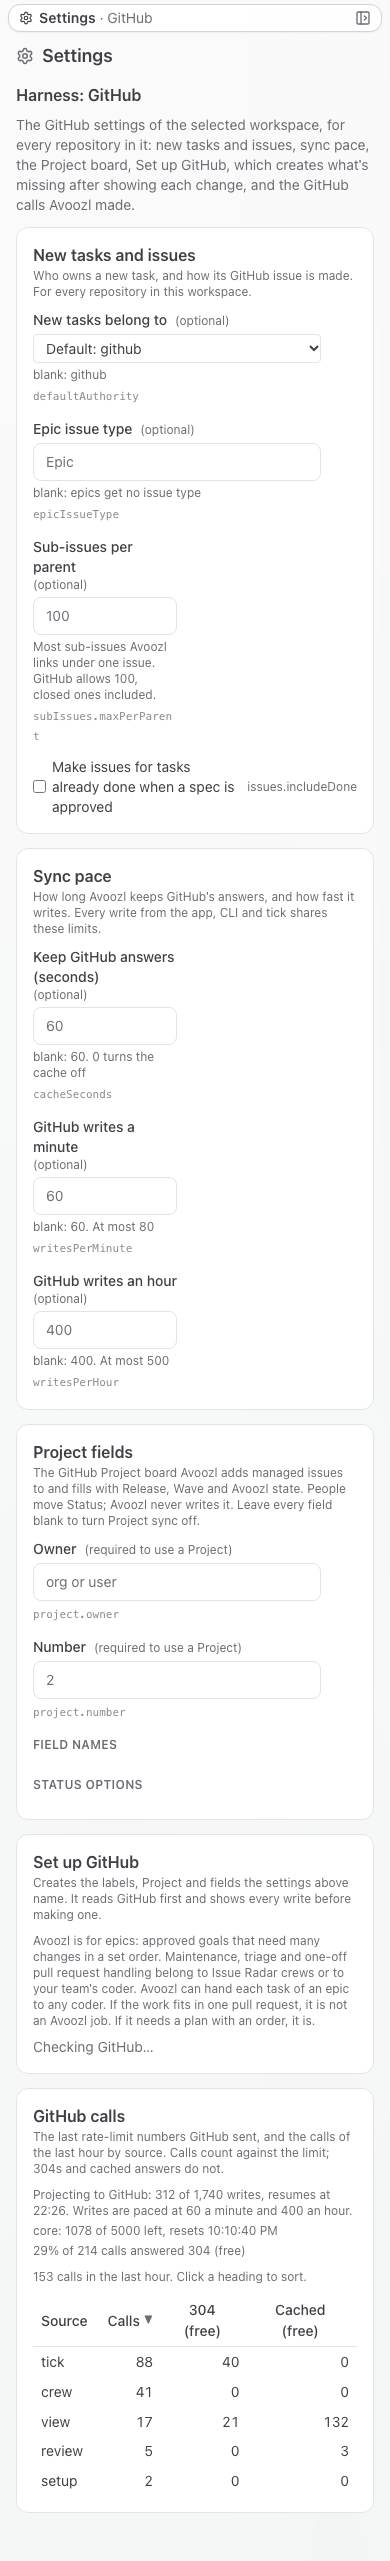 Settings · GitHub
Settings
Harness: GitHub
The GitHub settings of the selected workspace, for
every repository in it: new tasks and issues, sync pace,
the Project board, Set up GitHub, which creates what's
missing after showing each change, and the GitHub
calls Avoozl made.
New tasks and issues
Who owns a new task, and how its GitHub issue is made.
For every repository in this workspace.
New tasks belong to (optional)
Default: github
blank: github
defaultAuthority
Epic issue type (optional)
Epic
blank: epics get no issue type
epicIssueType
Sub-issues per
parent
(optional)
100
Most sub-issues Avoozl
links under one issue.
GitHub allows 100,
closed ones included.
subIssues.maxPerParen
t
Make issues for tasks
already done when a spec is issues.includeDone
approved
Sync pace
How long Avoozl keeps GitHub's answers, and how fast it
writes. Every write from the app, CLI and tick shares
these limits.
Keep GitHub answers
(seconds)
(optional)
60
blank: 60. 0 turns the
cache off
cacheSeconds
GitHub writes a
minute
(optional)
60
blank: 60. At most 80
writesPerMinute
GitHub writes an hour
(optional)
400
blank: 400. At most 500
writesPerHour
Project fields
The GitHub Project board Avoozl adds managed issues
to and fills with Release, Wave and Avoozl state. People
move Status; Avoozl never writes it. Leave every field
blank to turn Project sync off.
Owner (required to use a Project)
org or user
project.owner
Number (required to use a Project)
2
project.number
FIELD NAMES
STATUS OPTIONS
Set up GitHub
Creates the labels, Project and fields the settings above
name. It reads GitHub first and shows every write before
making one.
Avoozl is for epics: approved goals that need many
changes in a set order. Maintenance, triage and one-off
pull request handling belong to Issue Radar crews or to
your team's coder. Avoozl can hand each task of an epic
to any coder. If the work fits in one pull request, it is not
an Avoozl job. If it needs a plan with an order, it is.
Checking GitHub...
GitHub calls
The last rate-limit numbers GitHub sent, and the calls of
the last hour by source. Calls count against the limit;
304s and cached answers do not.
Projecting to GitHub: 312 of 1,740 writes, resumes at
22:26. Writes are paced at 60 a minute and 400 an hour.
core: 1078 of 5000 left, resets 10:10:40 PM
29% of 214 calls answered 304 (free)
153 calls in the last hour. Click a heading to sort.
Source Calls ▼ 304 (free) Cached (free)
tick 88 40 0
crew 41 0 0
view 17 21 132
review 5 0 3
setup 2 0 0